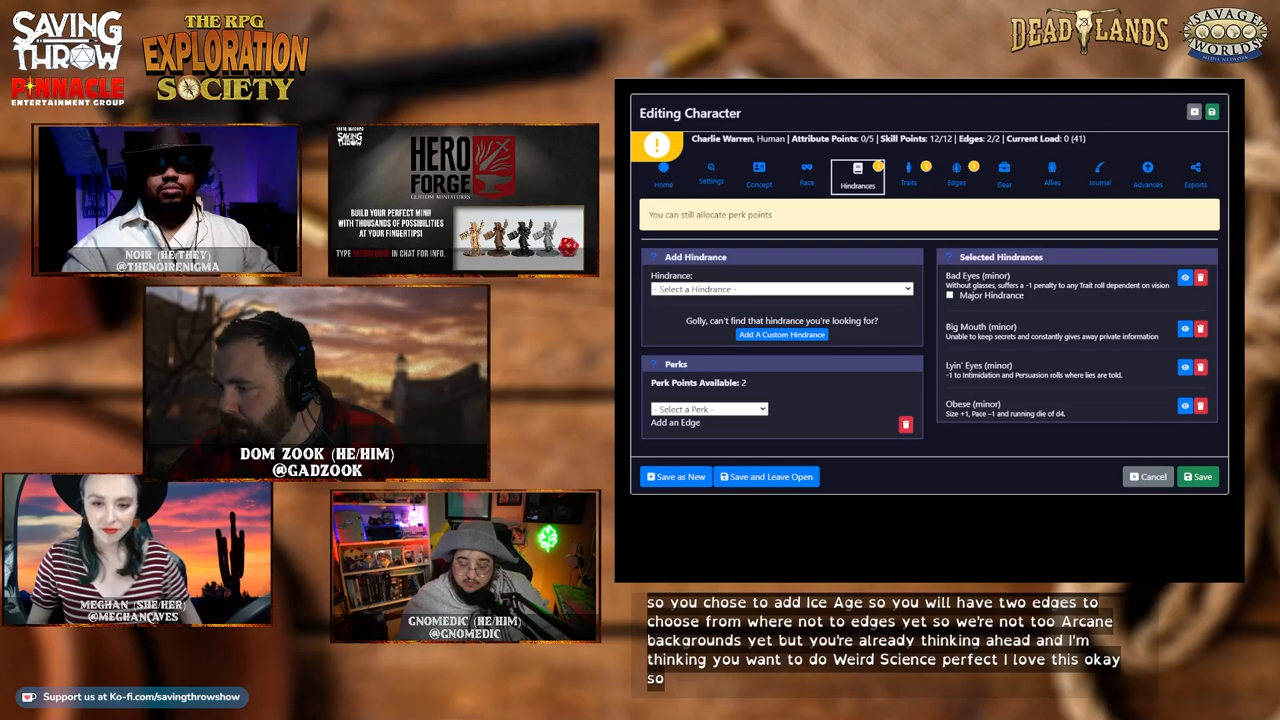 SAVING
THROW
PINNACLE
ENTERTAINMENT GROUP
THE RPG
EXPLORATION
SOCIETY
DEADLANDS
SAVAGE
WORLDS
MEDIA NETWORK
NOIR (HE/THEY)
@THENOIRENIGMA
SAVING
THROW
HERO
FORGE
CUSTOM MINIATURES
BUILD YOUR PERFECT MINI!
WITH THOUSANDS OF POSSIBILITIES
AT YOUR FINGERTIPS!
TYPE
IN CHAT FOR INFO.
DOM ZOOK (HE/HIM)
@GADZOOK
MEGHAN (SHE/HER)
@MEGHANCAVES
GNOMEDIC (HE/HIM)
@GNOMEDIC
Support us at Ko-fi.com/savingthrowshow
Editing Character
Charlie Warren, Human | Attribute Points: 0/5 | Skill Points: 12/12 | Edges: 2/2 | Current Load: 0 (41)
Home
Settings
Concept
Race
Hindrances
Traits
Edges
Gear
Allies
Journal
Advances
Exports
You can still allocate perk points
? Add Hindrance
Hindrance:
- Select a Hindrance -
Golly, can't find that hindrance you're looking for?
Add A Custom Hindrance
? Perks
Perk Points Available: 2
- Select a Perk -
Add an Edge
? Selected Hindrances
Bad Eyes (minor)
Without glasses, suffers a -1 penalty to any Trait roll dependent on vision
Major Hindrance
Big Mouth (minor)
Unable to keep secrets and constantly gives away private information
Lyin' Eyes (minor)
-1 to Intimidation and Persuasion rolls where lies are told.
Obese (minor)
Size +1, Pace –1 and running die of d4.
Save as New
Save and Leave Open
Cancel
Save
so you chose to add Ice Age so you will have two edges to
choose from where not to edges yet so we're not too Arcane
backgrounds yet but you're already thinking ahead and I'm
thinking you want to do Weird Science perfect I love this okay
so